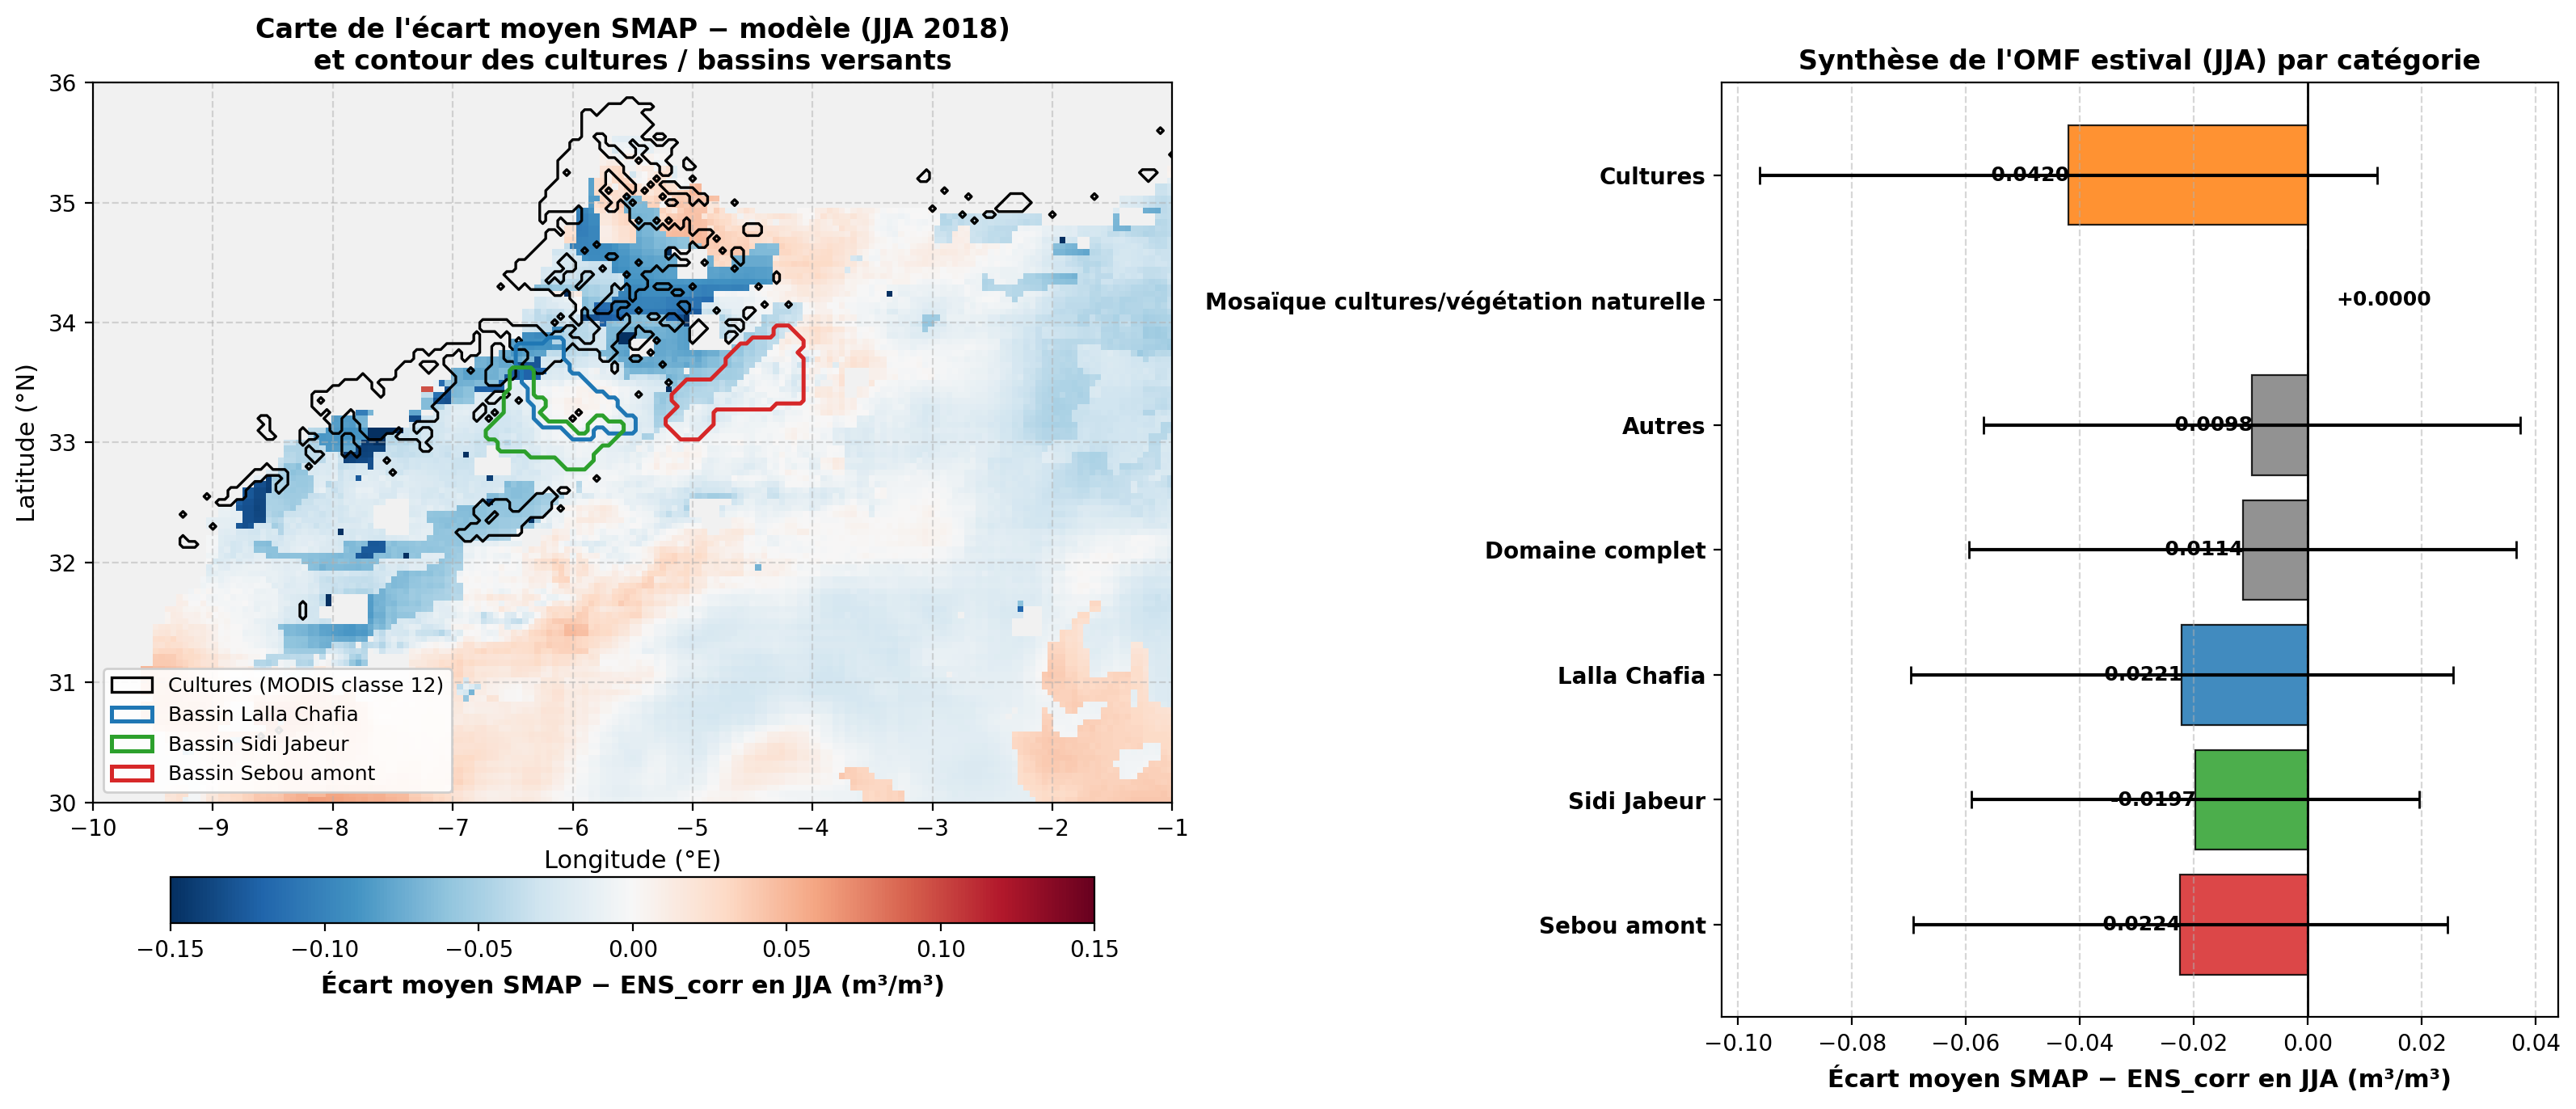 Carte de l'écart moyen SMAP − modèle (JJA 2018)
et contour des cultures / bassins versants
Latitude (°N)
36
35
34
33
32
31
30
−10
−9
−8
−7
−6
−5
−4
−3
−2
−1
Longitude (°E)
Cultures (MODIS classe 12)
Bassin Lalla Chafia
Bassin Sidi Jabeur
Bassin Sebou amont
−0.15
−0.10
−0.05
0.00
0.05
0.10
0.15
Écart moyen SMAP − ENS_corr en JJA (m³/m³)
Synthèse de l'OMF estival (JJA) par catégorie
Cultures
-0.0420
Mosaïque cultures/végétation naturelle
+0.0000
Autres
-0.0098
Domaine complet
-0.0114
Lalla Chafia
-0.0221
Sidi Jabeur
-0.0197
Sebou amont
-0.0224
−0.10
−0.08
−0.06
−0.04
−0.02
0.00
0.02
0.04
Écart moyen SMAP − ENS_corr en JJA (m³/m³)